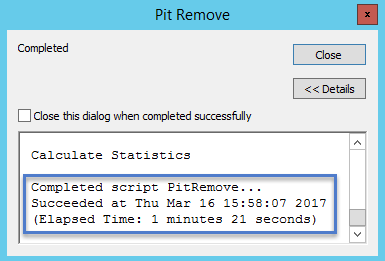 Pit Remove
x
Completed
Close
<< Details
Close this dialog when completed successfully
Calculate Statistics
Completed script PitRemove...
Succeeded at Thu Mar 16 15:58:07 2017
(Elapsed Time: 1 minutes 21 seconds)